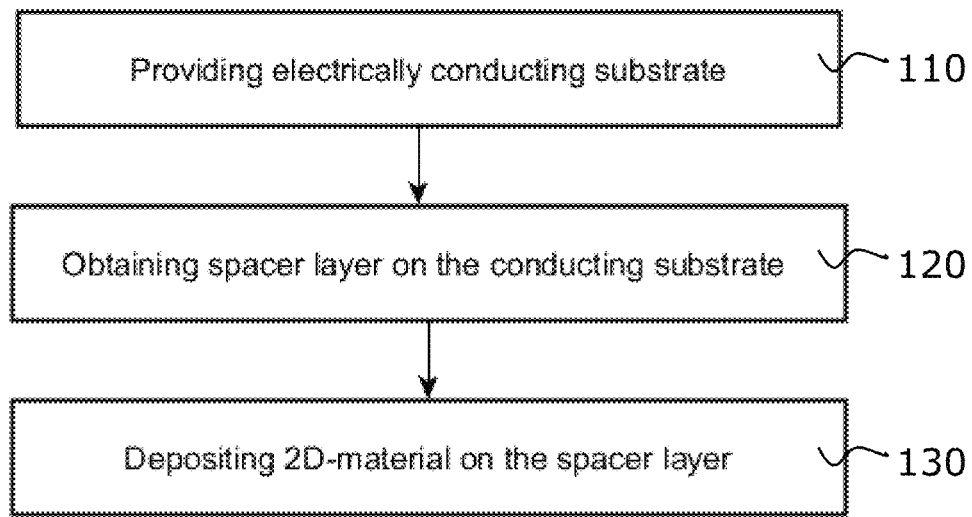 Providing electrically conducting substrate 110
Obtaining spacer layer on the conducting substrate 120
Depositing 2D-material on the spacer layer 130